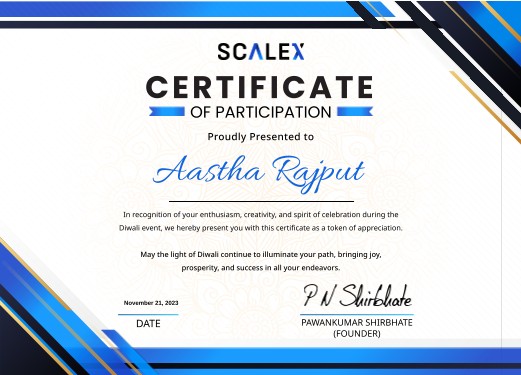 SCALEX
CERTIFICATE
OF PARTICIPATION
Proudly Presented to
Aastha Rajput
In recognition of your enthusiasm, creativity, and spirit of celebration during the
Diwali event, we hereby present you with this certificate as a token of appreciation.
May the light of Diwali continue to illuminate your path, bringing joy,
prosperity, and success in all your endeavors.
P N Shirbhate
November 21, 2023
DATE
PAWANKUMAR SHIRBHATE
(FOUNDER)